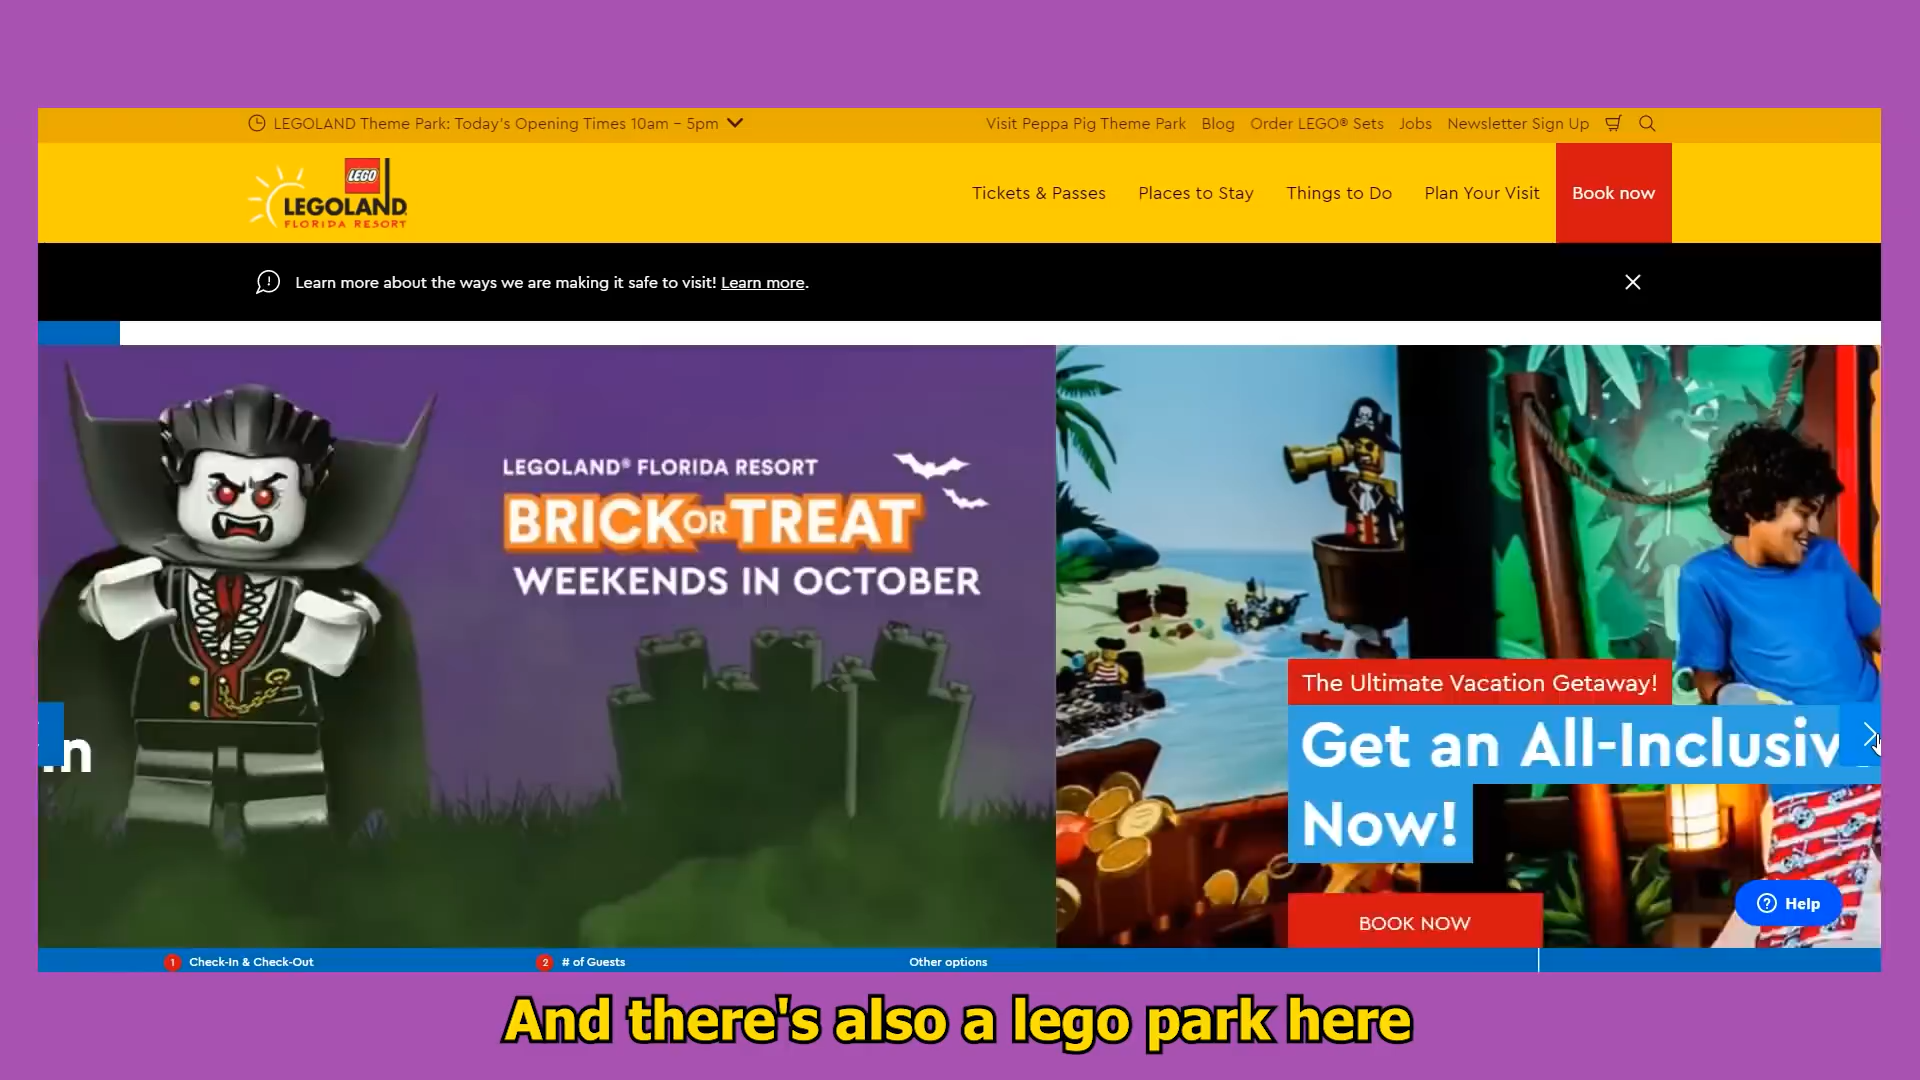 LEGOLAND Theme Park: Today's Opening Times 10am - 5pm
Visit Peppa Pig Theme Park Blog Order LEGO® Sets Jobs Newsletter Sign Up
LEGO
LEGOLAND
FLORIDA RESORT
Tickets & Passes Places to Stay Things to Do Plan Your Visit Book now
Learn more about the ways we are making it safe to visit! Learn more.
LEGOLAND® FLORIDA RESORT
BRICK OR TREAT
WEEKENDS IN OCTOBER
in
The Ultimate Vacation Getaway!
Get an All-Inclusiv
Now!
BOOK NOW
Help
1 Check-In & Check-Out 2 # of Guests Other options
And there's also a lego park here